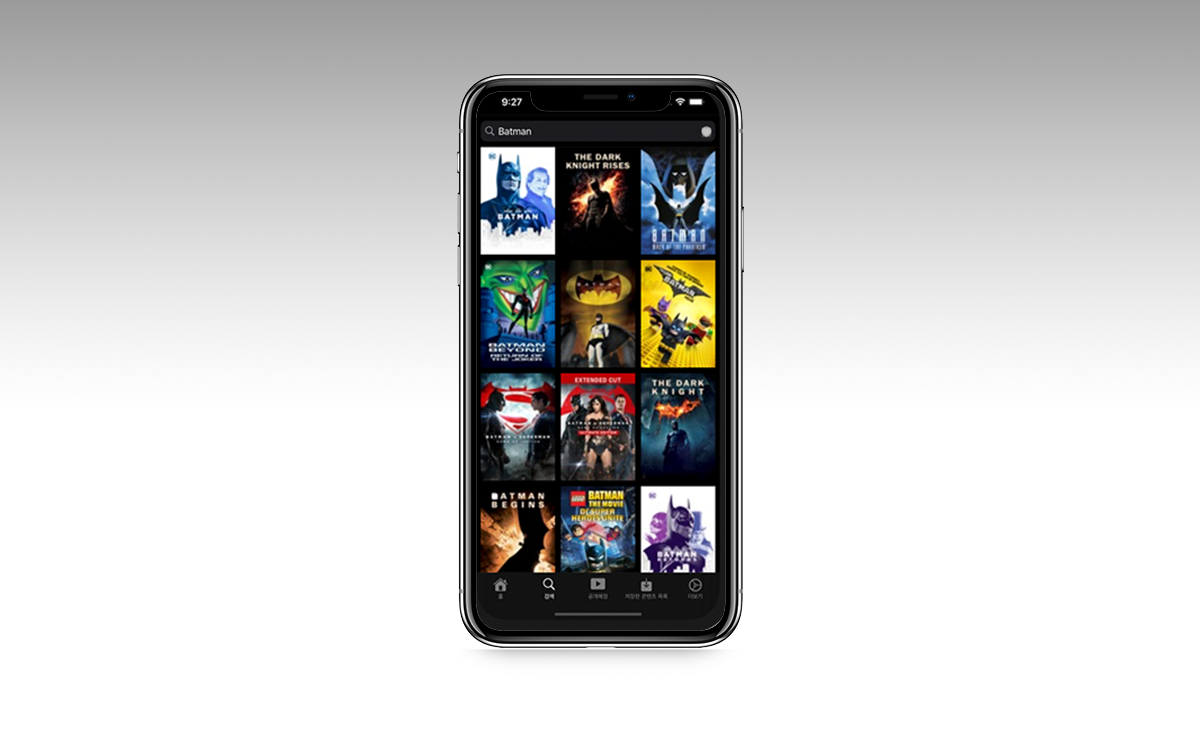 9:27
Batman
BATMAN
THE DARK
KNIGHT RISES
BATMAN
MASK OF THE PHANTASM
BATMAN
BEYOND
RETURN OF
THE JOKER
BATMAN
BATMAN V SUPERMAN
DAWN OF JUSTICE
EXTENDED CUT
BATMAN V SUPERMAN
DAWN OF JUSTICE
ULTIMATE EDITION
THE DARK
KNIGHT
BATMAN
BEGINS
LEGO
BATMAN
THE MOVIE
DC SUPER
HEROES UNITE
BATMAN
RETURNS
홈
검색
공개예정
저장한 콘텐츠 목록
더보기